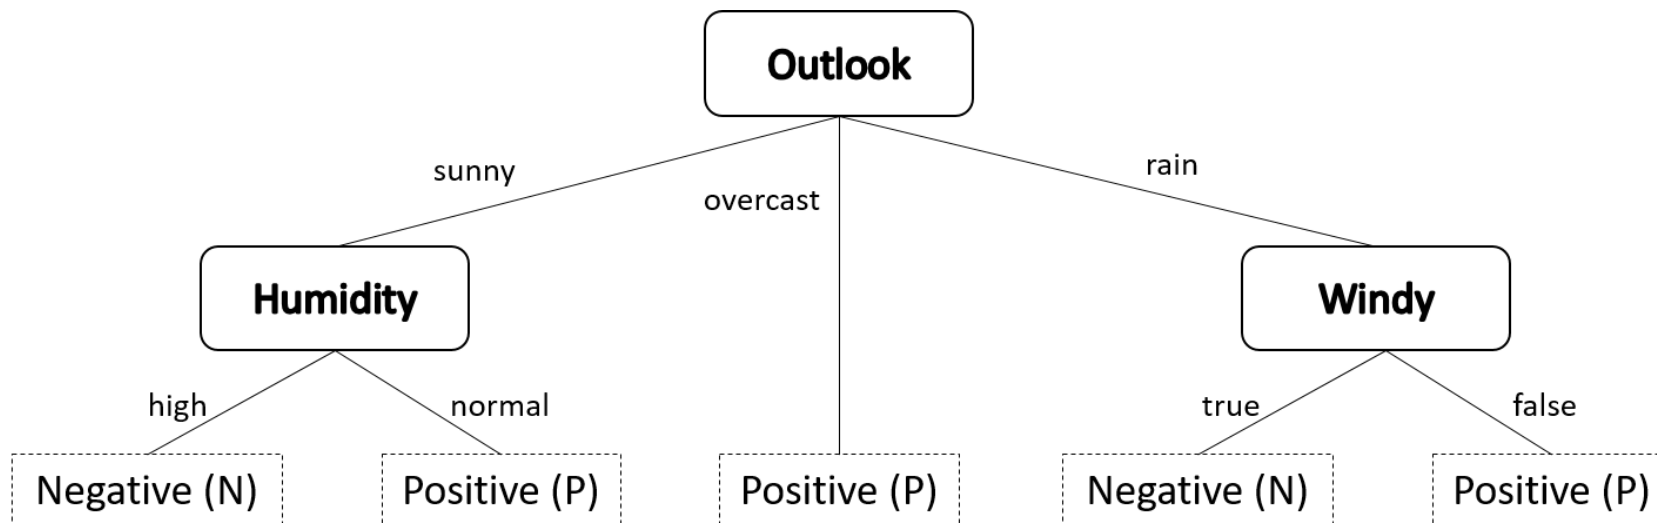 Outlook
sunny
overcast
rain
Humidity
Windy
high
normal
true
false
Negative (N)
Positive (P)
Positive (P)
Negative (N)
Positive (P)